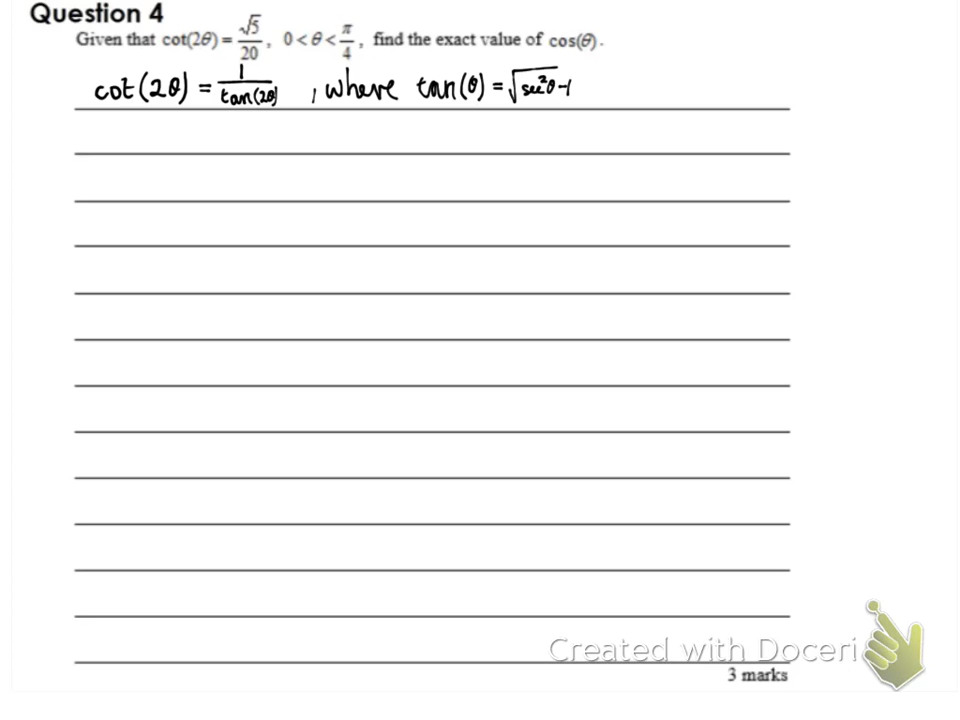 Question 4
Given that cot(2θ) = √5/20, 0 < θ < π/4, find the exact value of cos(θ).
cot(2θ) = 1/tan(2θ) , where tan(θ) = √(sec²θ-1)
Created with Doceri
3 marks